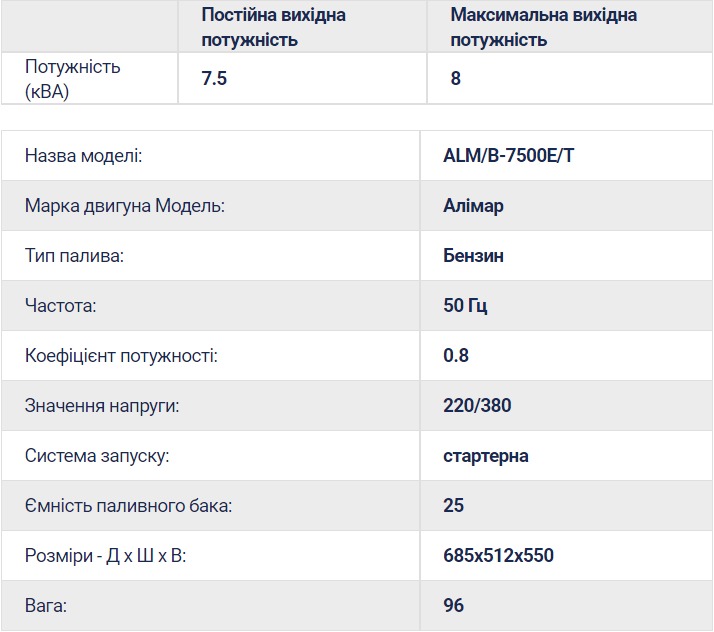 Постійна вихідна потужність
Максимальна вихідна потужність
Потужність (кВА)
7.5
8
Назва моделі:
ALM/B-7500E/T
Марка двигуна Модель:
Алімар
Тип палива:
Бензин
Частота:
50 Гц
Коефіцієнт потужності:
0.8
Значення напруги:
220/380
Система запуску:
стартерна
Ємність паливного бака:
25
Розміри - Д x Ш x В:
685x512x550
Вага:
96